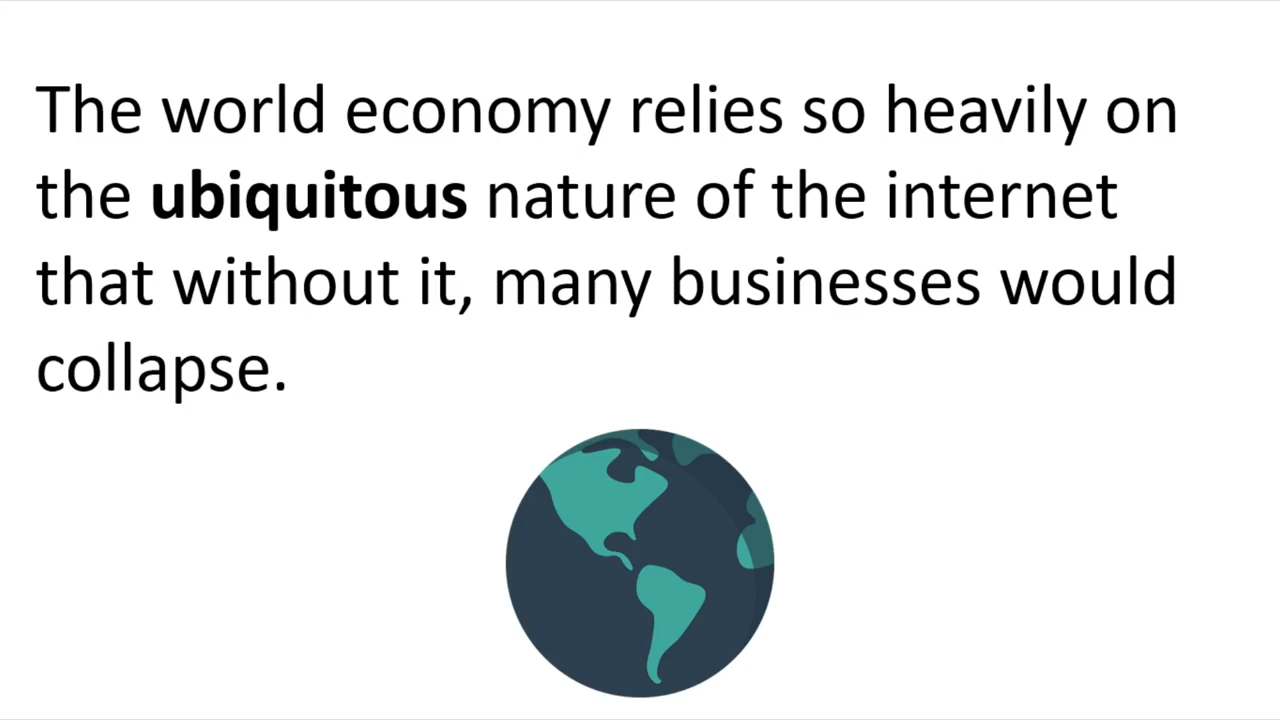 The world economy relies so heavily on
the ubiquitous nature of the internet
that without it, many businesses would
collapse.